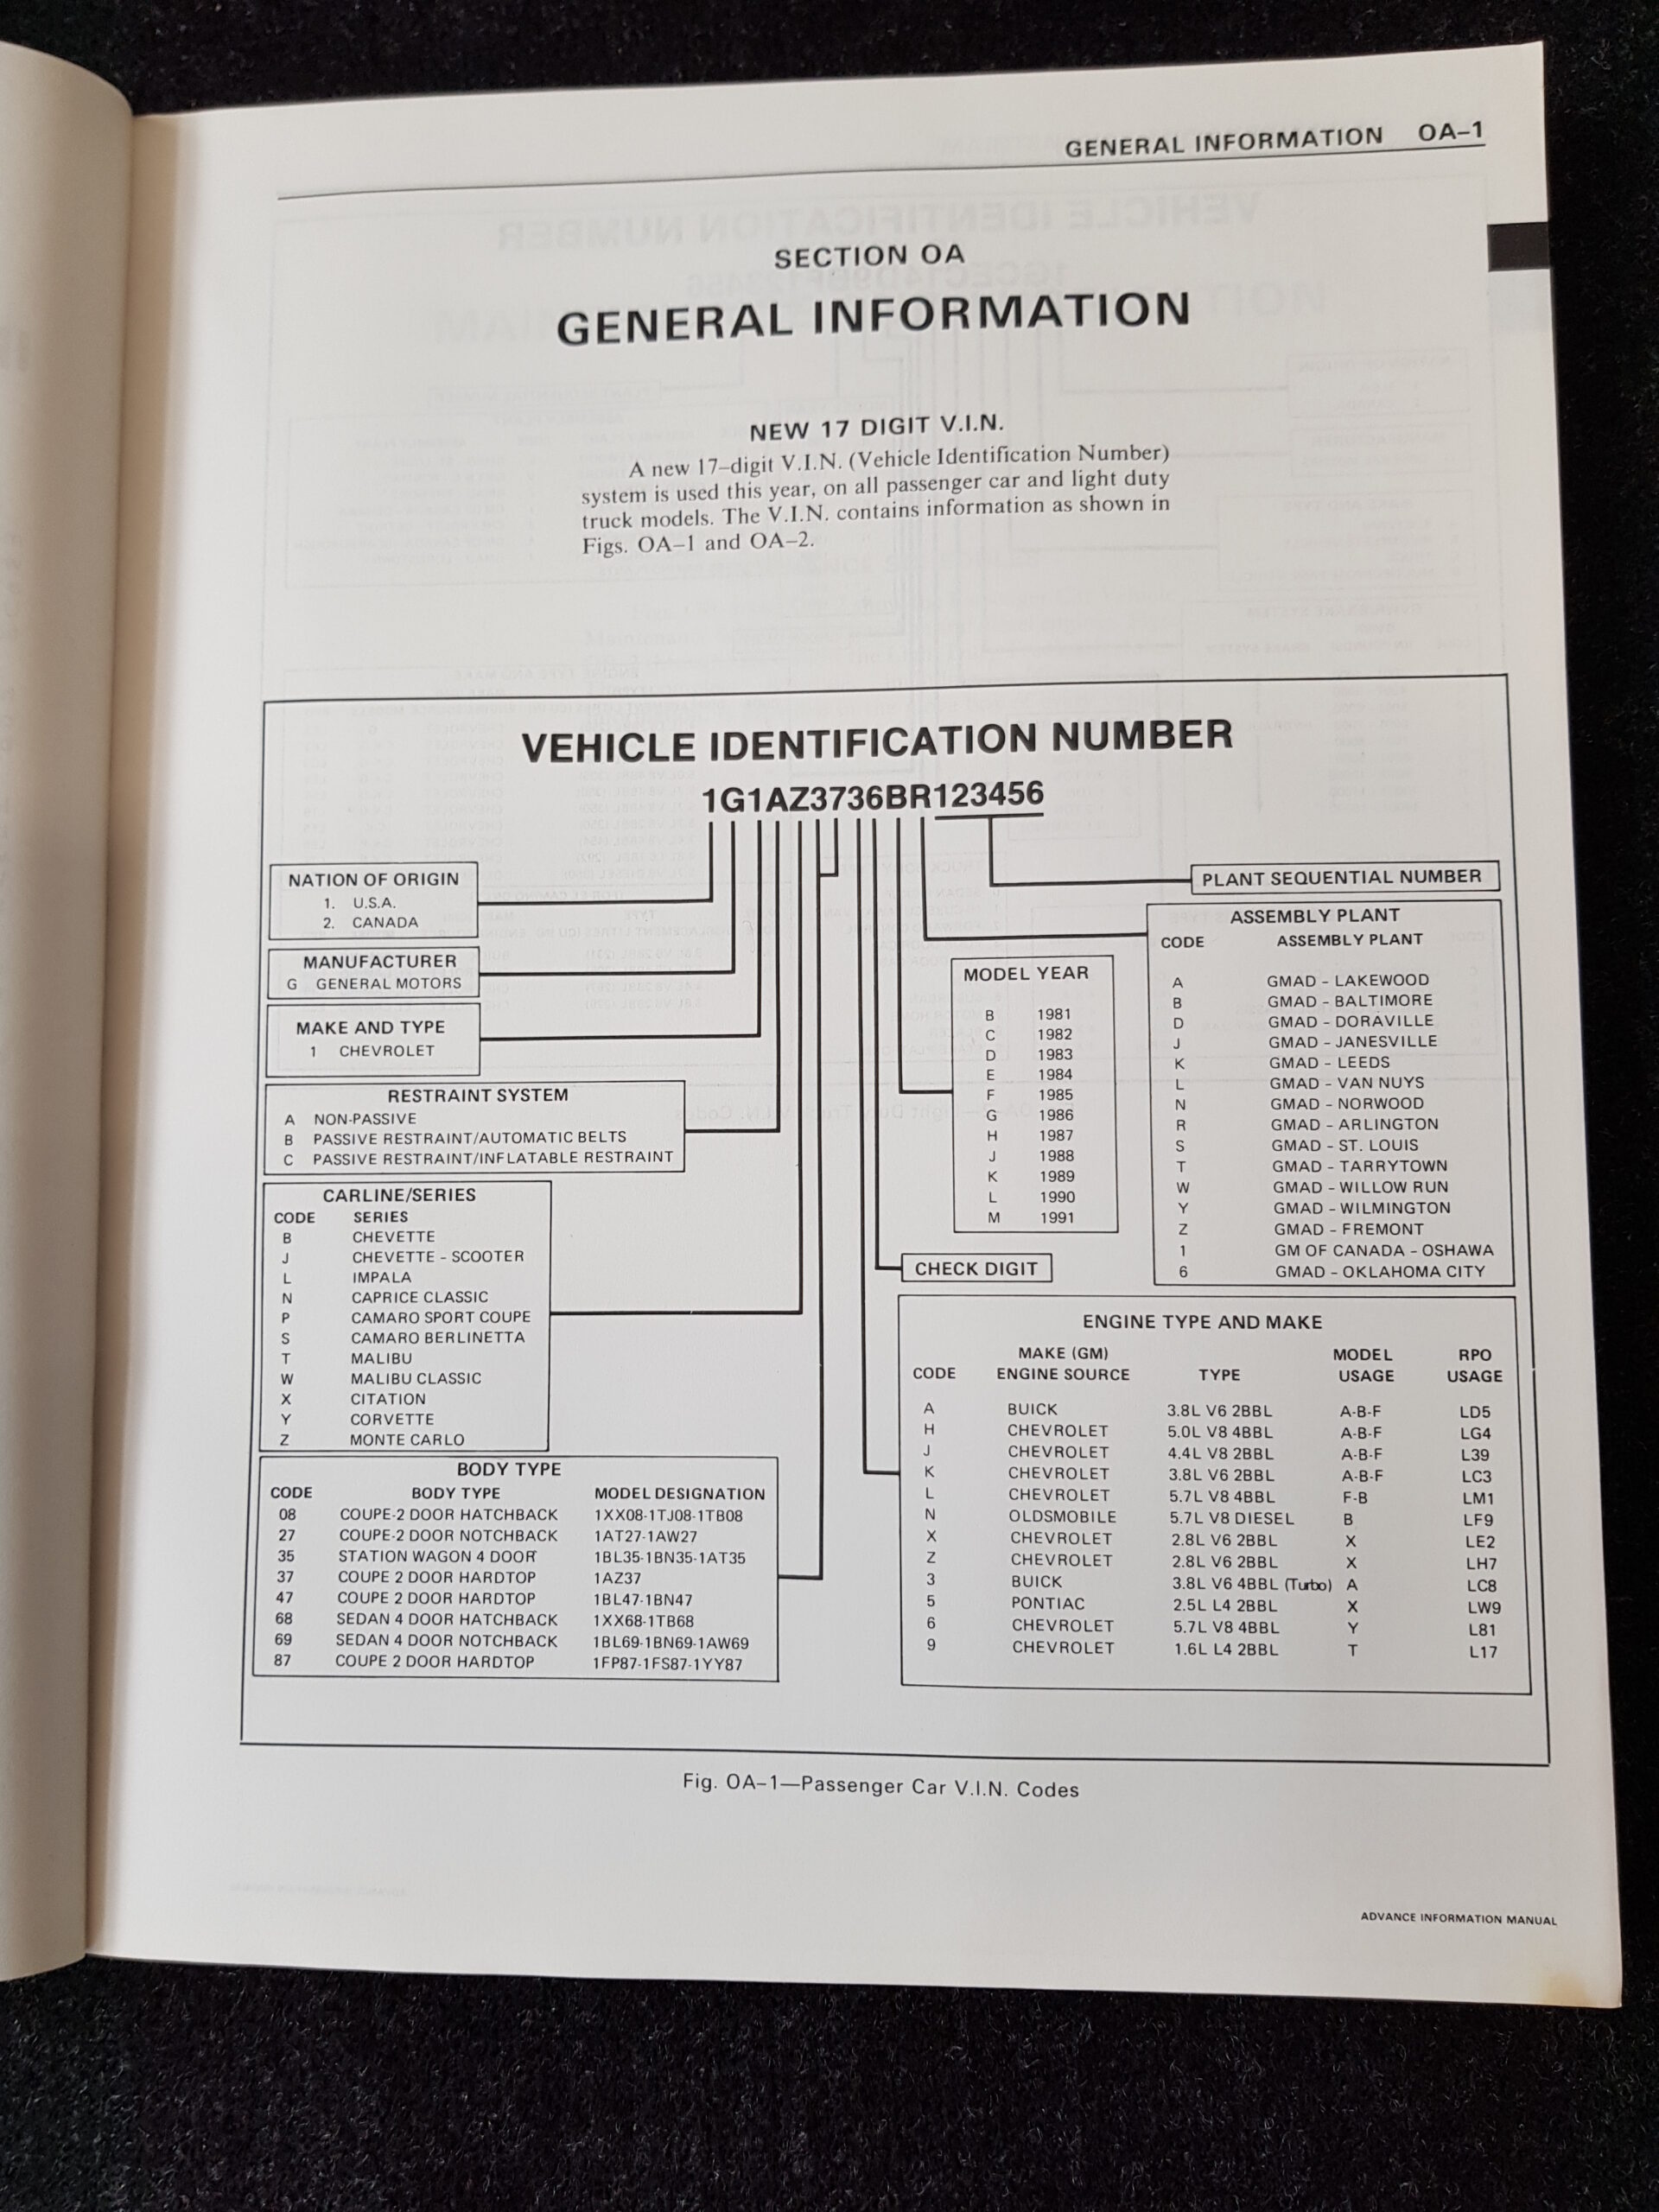 GENERAL INFORMATION OA–1
SECTION OA
GENERAL INFORMATION
NEW 17 DIGIT V.I.N.
A new 17–digit V.I.N. (Vehicle Identification Number)
system is used this year, on all passenger car and light duty
truck models. The V.I.N. contains information as shown in
Figs. OA–1 and OA–2.
VEHICLE IDENTIFICATION NUMBER
1G1AZ3736BR123456
NATION OF ORIGIN
1. U.S.A.
2. CANADA
MANUFACTURER
G GENERAL MOTORS
MAKE AND TYPE
1 CHEVROLET
RESTRAINT SYSTEM
A NON-PASSIVE
B PASSIVE RESTRAINT/AUTOMATIC BELTS
C PASSIVE RESTRAINT/INFLATABLE RESTRAINT
CARLINE/SERIES
CODE SERIES
B CHEVETTE
J CHEVETTE - SCOOTER
L IMPALA
N CAPRICE CLASSIC
P CAMARO SPORT COUPE
S CAMARO BERLINETTA
T MALIBU
W MALIBU CLASSIC
X CITATION
Y CORVETTE
Z MONTE CARLO
BODY TYPE
CODE BODY TYPE MODEL DESIGNATION
08 COUPE-2 DOOR HATCHBACK 1XX08-1TJ08-1TB08
27 COUPE-2 DOOR NOTCHBACK 1AT27-1AW27
35 STATION WAGON 4 DOOR 1BL35-1BN35-1AT35
37 COUPE 2 DOOR HARDTOP 1AZ37
47 COUPE 2 DOOR HARDTOP 1BL47-1BN47
68 SEDAN 4 DOOR HATCHBACK 1XX68-1TB68
69 SEDAN 4 DOOR NOTCHBACK 1BL69-1BN69-1AW69
87 COUPE 2 DOOR HARDTOP 1FP87-1FS87-1YY87
PLANT SEQUENTIAL NUMBER
ASSEMBLY PLANT
CODE ASSEMBLY PLANT
A GMAD - LAKEWOOD
B GMAD - BALTIMORE
D GMAD - DORAVILLE
J GMAD - JANESVILLE
K GMAD - LEEDS
L GMAD - VAN NUYS
N GMAD - NORWOOD
R GMAD - ARLINGTON
S GMAD - ST. LOUIS
T GMAD - TARRYTOWN
W GMAD - WILLOW RUN
Y GMAD - WILMINGTON
Z GMAD - FREMONT
1 GM OF CANADA - OSHAWA
6 GMAD - OKLAHOMA CITY
MODEL YEAR
B 1981
C 1982
D 1983
E 1984
F 1985
G 1986
H 1987
J 1988
K 1989
L 1990
M 1991
CHECK DIGIT
ENGINE TYPE AND MAKE
MAKE (GM) MODEL RPO
CODE ENGINE SOURCE TYPE USAGE USAGE
A BUICK 3.8L V6 2BBL A-B-F LD5
H CHEVROLET 5.0L V8 4BBL A-B-F LG4
J CHEVROLET 4.4L V8 2BBL A-B-F L39
K CHEVROLET 3.8L V6 2BBL A-B-F LC3
L CHEVROLET 5.7L V8 4BBL F-B LM1
N OLDSMOBILE 5.7L V8 DIESEL B LF9
X CHEVROLET 2.8L V6 2BBL X LE2
Z CHEVROLET 2.8L V6 2BBL X LH7
3 BUICK 3.8L V6 4BBL (Turbo) A LC8
5 PONTIAC 2.5L L4 2BBL X LW9
6 CHEVROLET 5.7L V8 4BBL Y L81
9 CHEVROLET 1.6L L4 2BBL T L17
Fig. OA–1—Passenger Car V.I.N. Codes
ADVANCE INFORMATION MANUAL